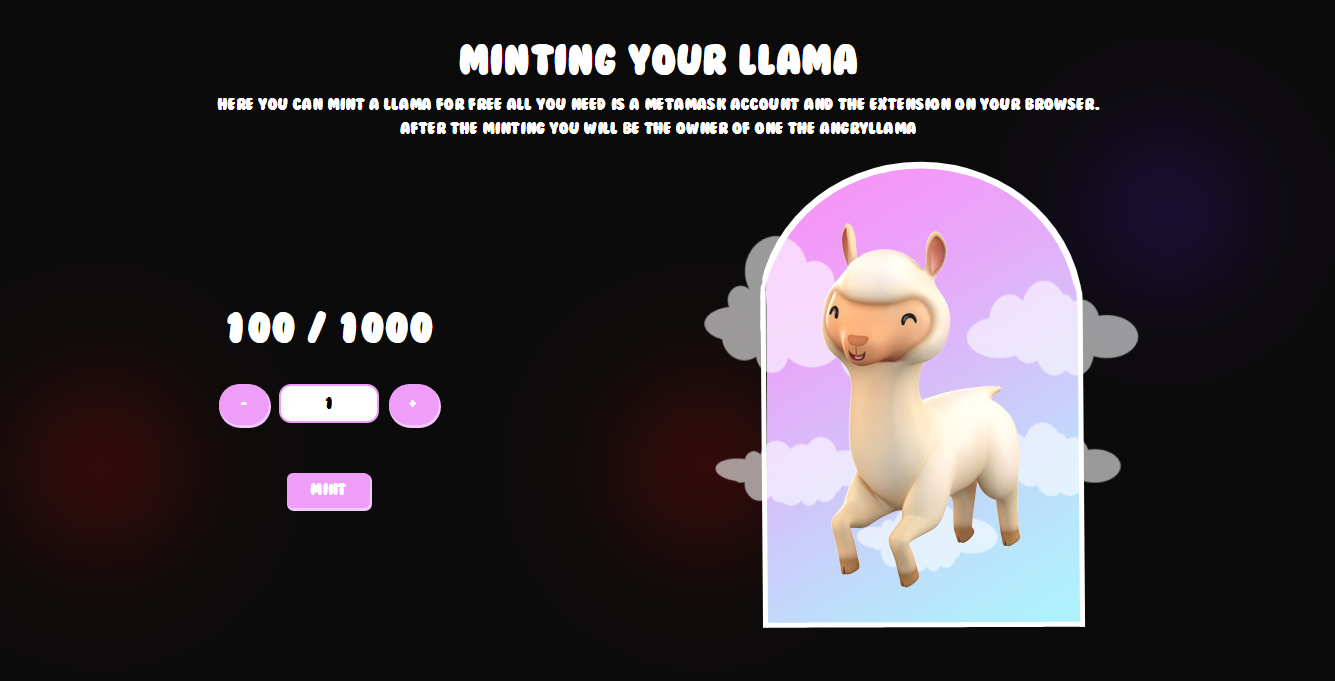 MINTING YOUR LLAMA
HERE YOU CAN MINT A LLAMA FOR FREE ALL YOU NEED IS A METAMASK ACCOUNT AND THE EXTENSION ON YOUR BROWSER.
AFTER THE MINTING YOU WILL BE THE OWNER OF ONE THE ANGRYLLAMA
100 / 1000
- 1 +
MINT